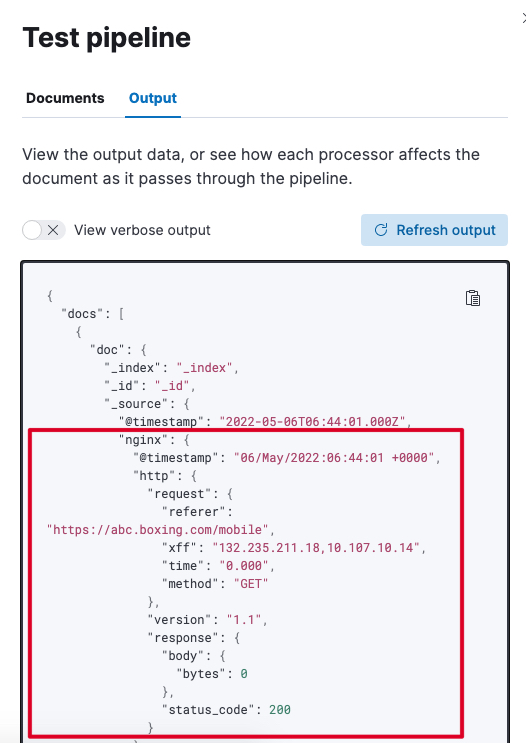 Test pipeline
Documents Output
View the output data, or see how each processor affects the
document as it passes through the pipeline.
View verbose output Refresh output
{
"docs": [
{
"doc": {
"_index": "_index",
"_id": "_id",
"_source": {
"@timestamp": "2022-05-06T06:44:01.000Z",
"nginx": {
"@timestamp": "06/May/2022:06:44:01 +0000",
"http": {
"request": {
"referer":
"https://abc.boxing.com/mobile",
"xff": "132.235.211.18,10.107.10.14",
"time": "0.000",
"method": "GET"
},
"version": "1.1",
"response": {
"body": {
"bytes": 0
},
"status_code": 200
}